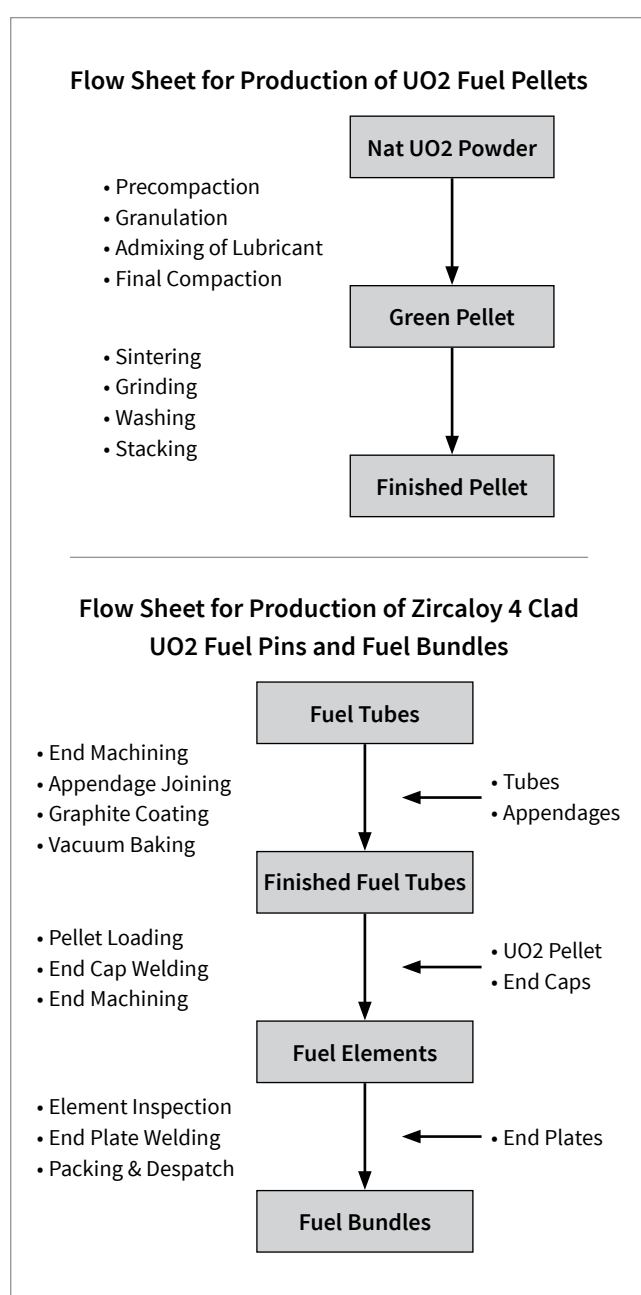 Flow Sheet for Production of UO2 Fuel Pellets
Nat UO2 Powder
• Precompaction
• Granulation
• Admixing of Lubricant
• Final Compaction
Green Pellet
• Sintering
• Grinding
• Washing
• Stacking
Finished Pellet
Flow Sheet for Production of Zircaloy 4 Clad
UO2 Fuel Pins and Fuel Bundles
Fuel Tubes
• End Machining
• Appendage Joining
• Graphite Coating
• Vacuum Baking
• Tubes
• Appendages
Finished Fuel Tubes
• Pellet Loading
• End Cap Welding
• End Machining
• UO2 Pellet
• End Caps
Fuel Elements
• Element Inspection
• End Plate Welding
• Packing & Despatch
• End Plates
Fuel Bundles